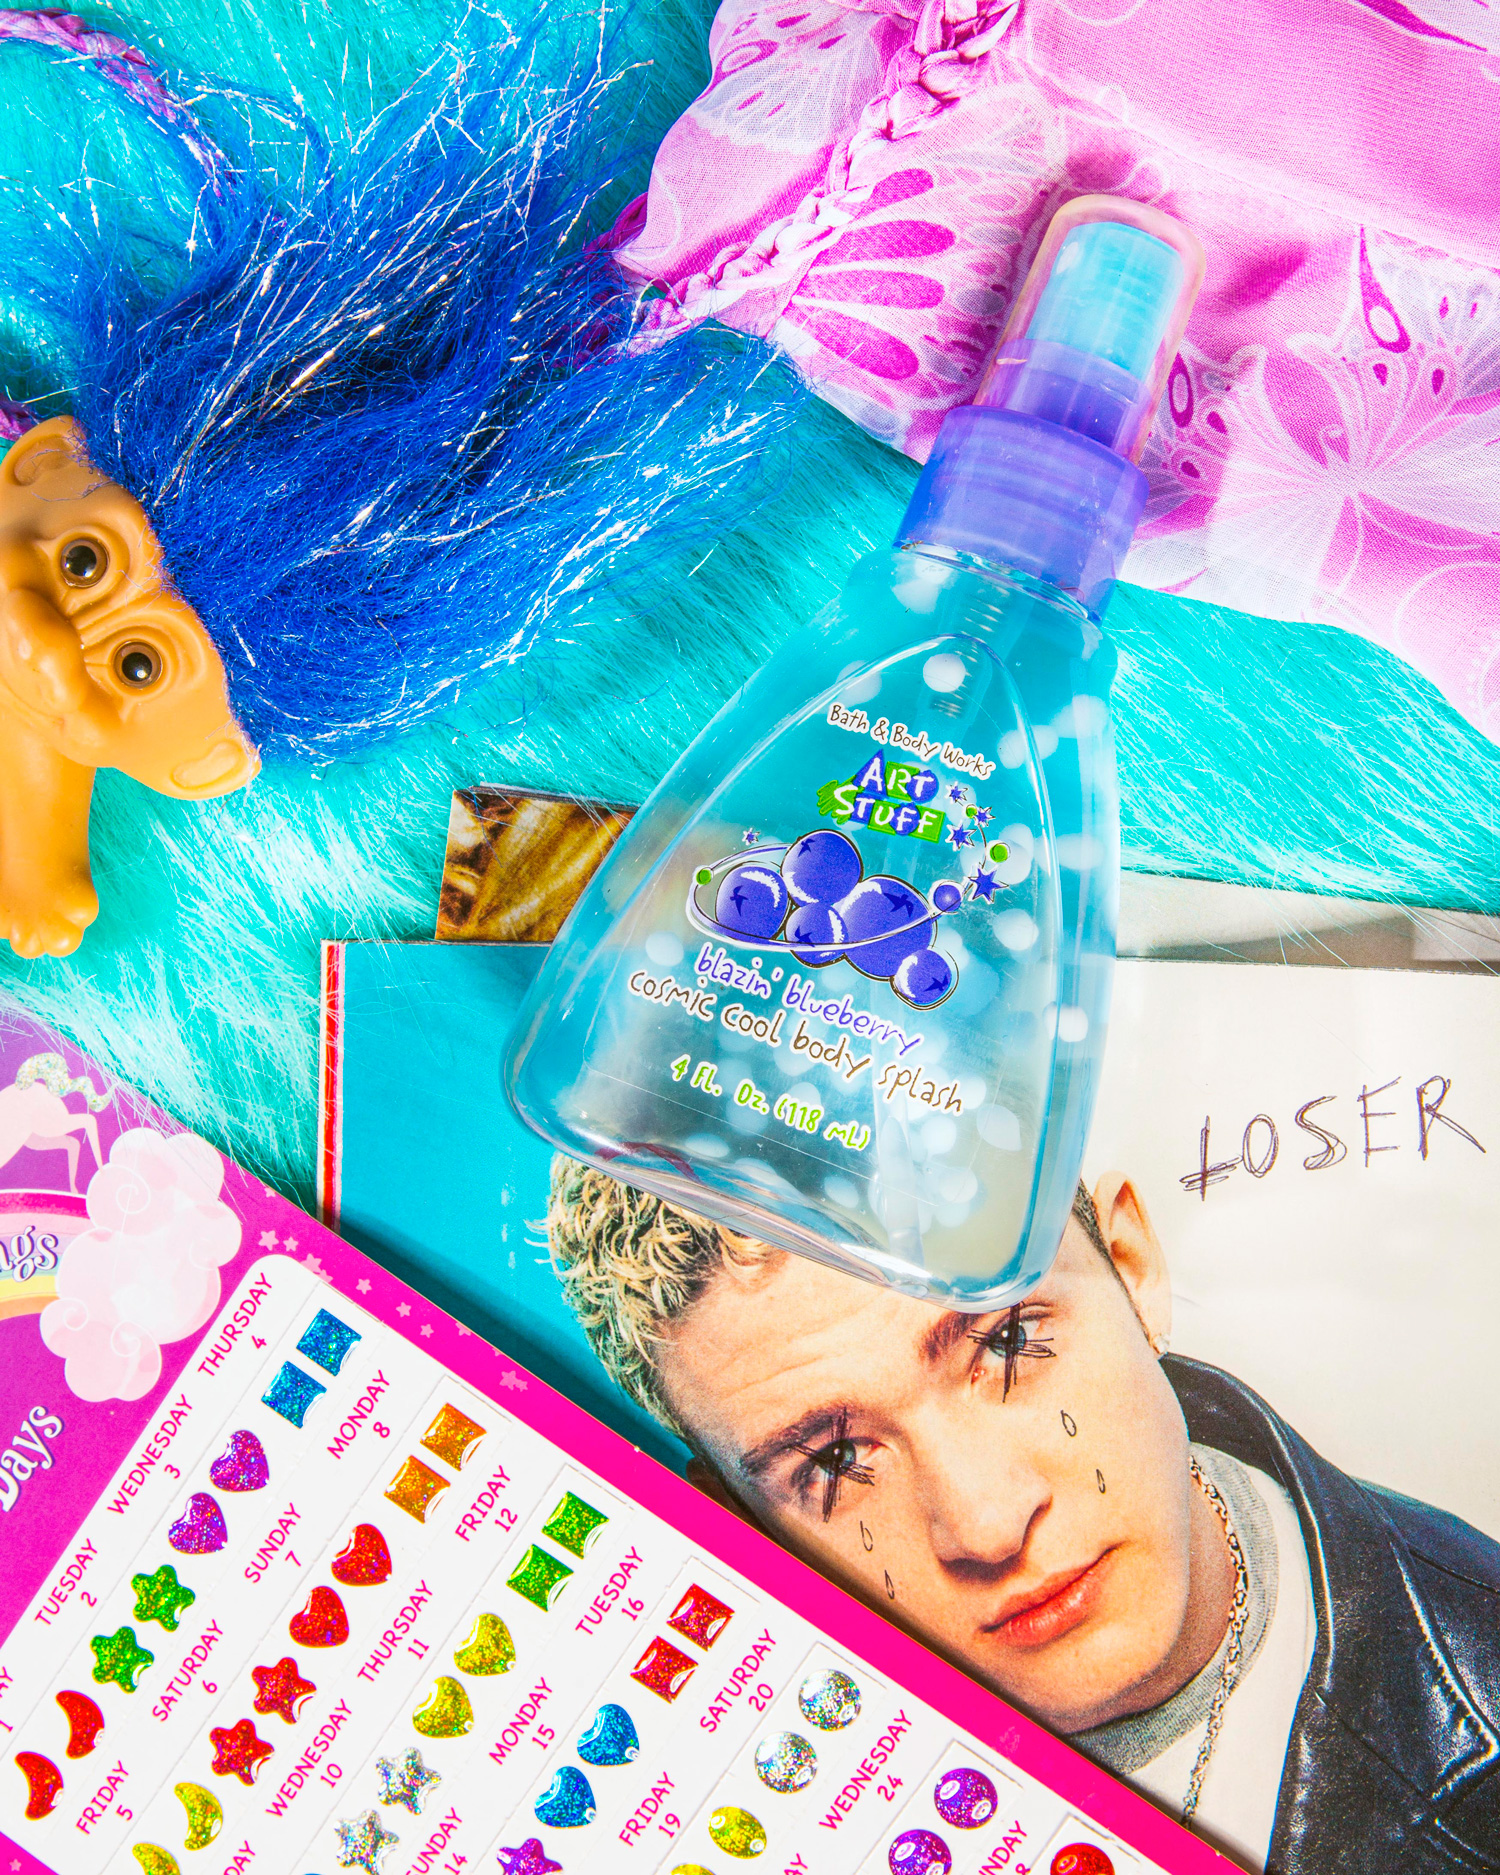 Bath & Body Works
ART
STUFF
blazin' blueberry
cosmic cool body splash
4 FL. Oz. (118 mL)
LOSER
Days
THURSDAY
4
WEDNESDAY
3
TUESDAY
2
1
MONDAY
8
SUNDAY
7
SATURDAY
6
FRIDAY
5
FRIDAY
12
THURSDAY
11
WEDNESDAY
10
TUESDAY
16
MONDAY
15
14
SATURDAY
20
FRIDAY
19
WEDNESDAY
24